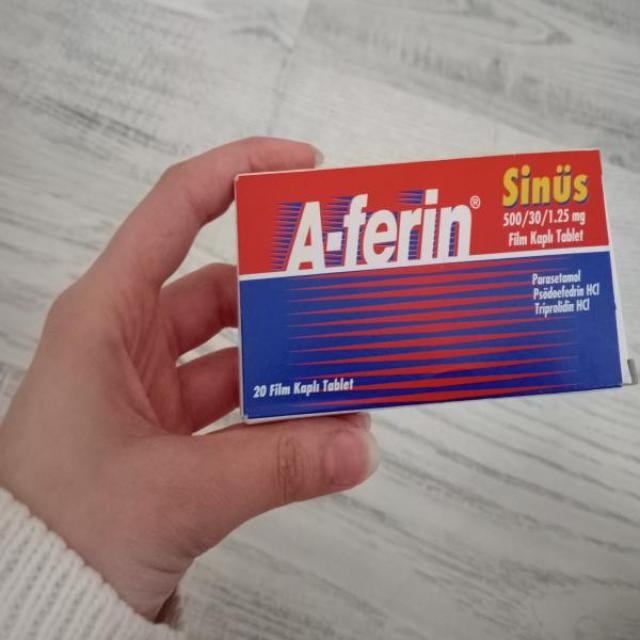 A-ferin®
Sinüs
500/30/1.25 mg
Film Kaplı Tablet
Parasetamol
Psödoefedrin HCl
Triprolidin HCl
20 Film Kaplı Tablet